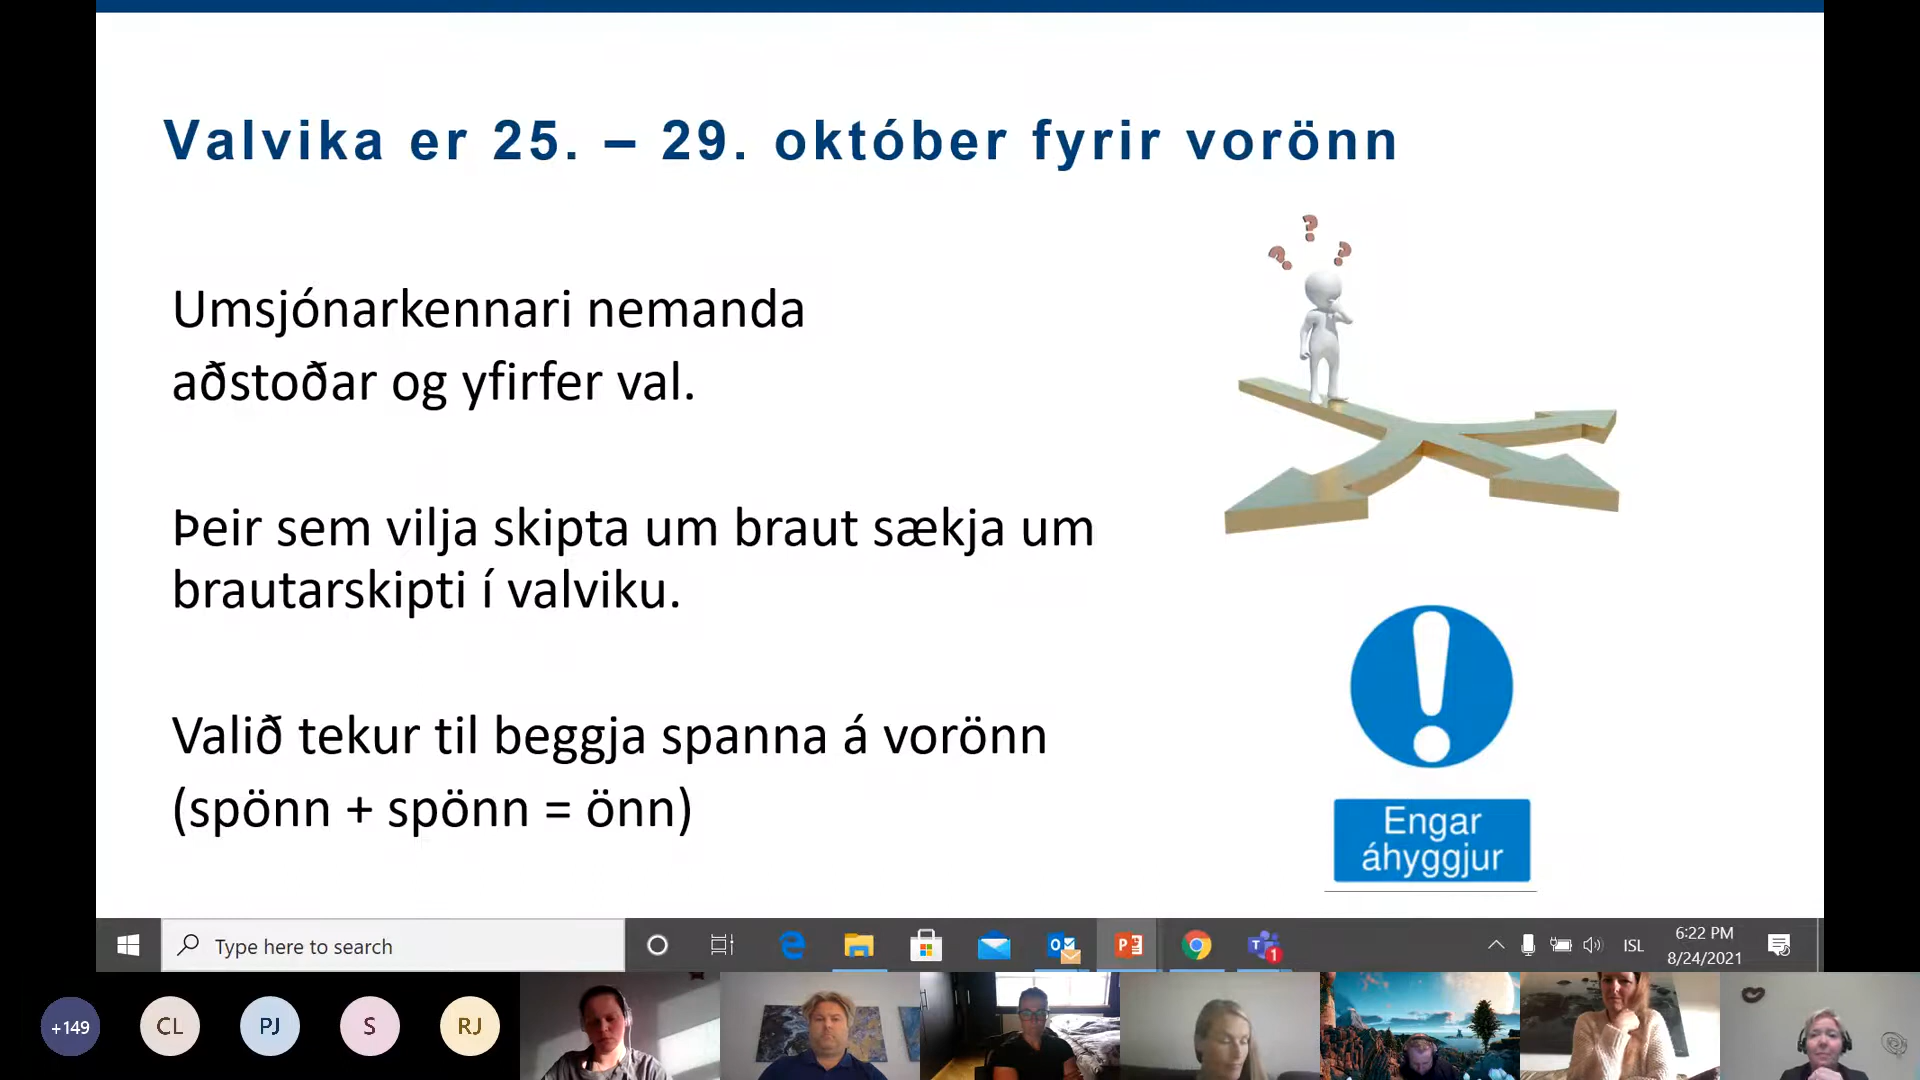 Valvika er 25. – 29. október fyrir vorönn
Umsjónarkennari nemanda
aðstoðar og yfirfer val.
Þeir sem vilja skipta um braut sækja um
brautarskipti í valviku.
Valið tekur til beggja spanna á vorönn
(spönn + spönn = önn)
Engar
áhyggjur
Type here to search
ISL
6:22 PM
8/24/2021
+149
CL
PJ
S
RJ